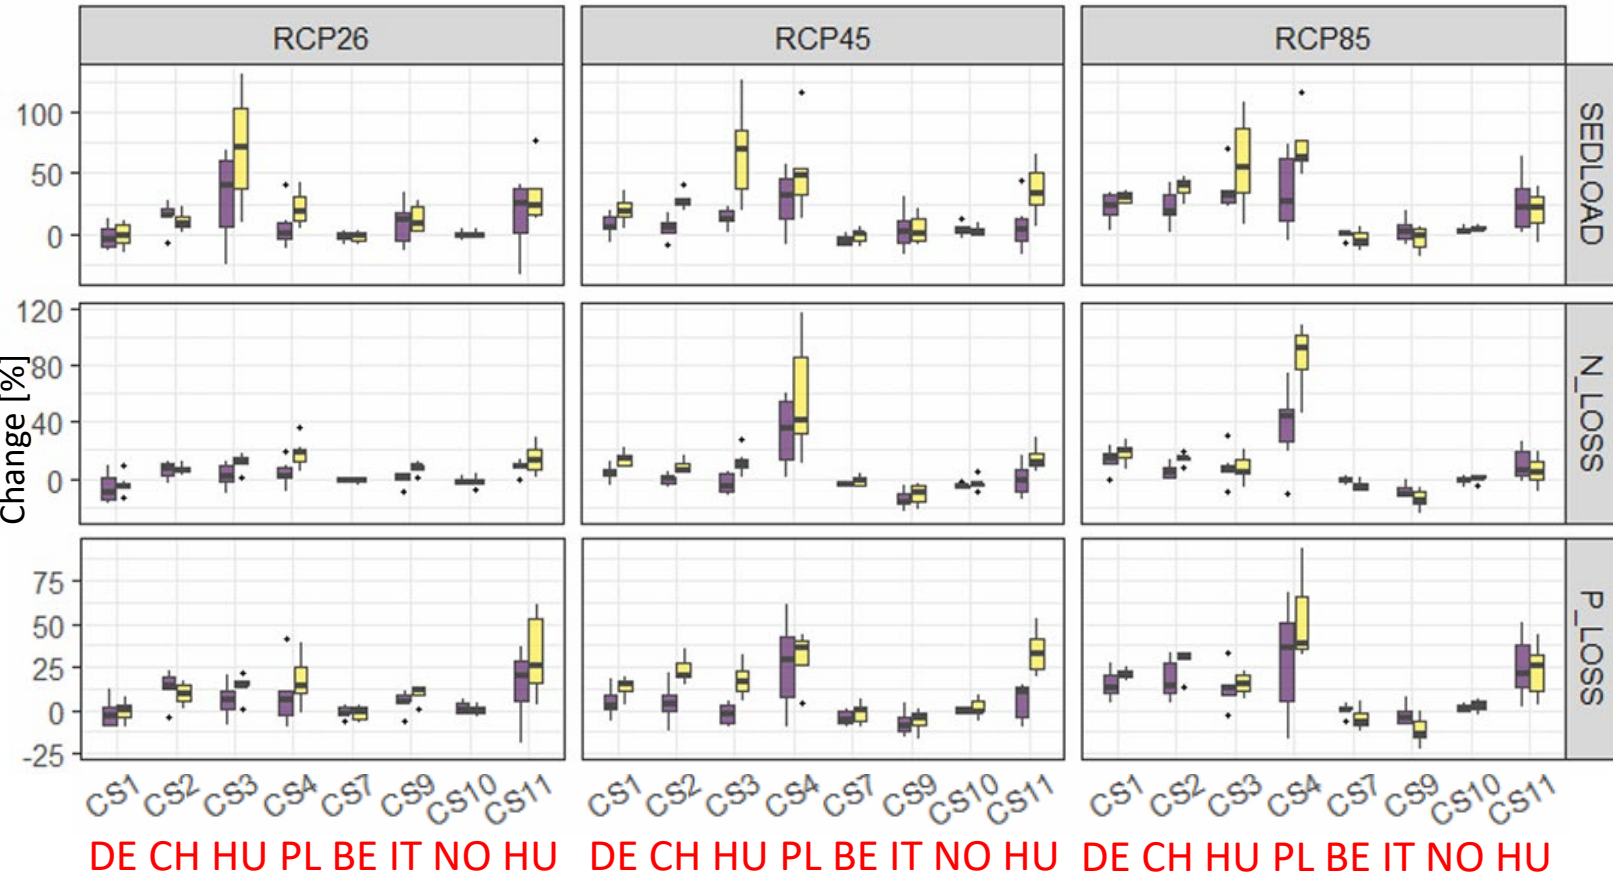 RCP26 RCP45 RCP85
100
50
0
SEDLOAD
120
80
40
0
N_LOSS
Change [%]
75
50
25
0
-25
P_LOSS
CS1 CS2 CS3 CS4 CS7 CS9 CS10 CS11 CS1 CS2 CS3 CS4 CS7 CS9 CS10 CS11 CS1 CS2 CS3 CS4 CS7 CS9 CS10 CS11
DE CH HU PL BE IT NO HU DE CH HU PL BE IT NO HU DE CH HU PL BE IT NO HU